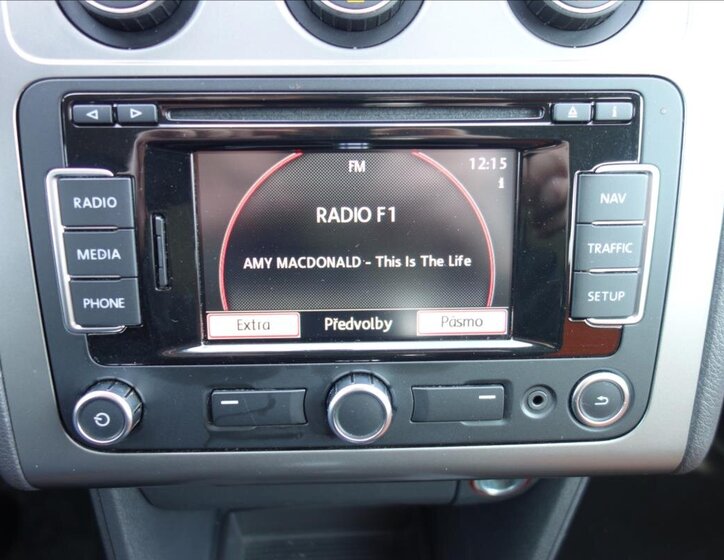 FM
12:15
RADIO F1
AMY MACDONALD - This Is The Life
Extra
Předvolby
Pásmo
RADIO
MEDIA
PHONE
NAV
TRAFFIC
SETUP